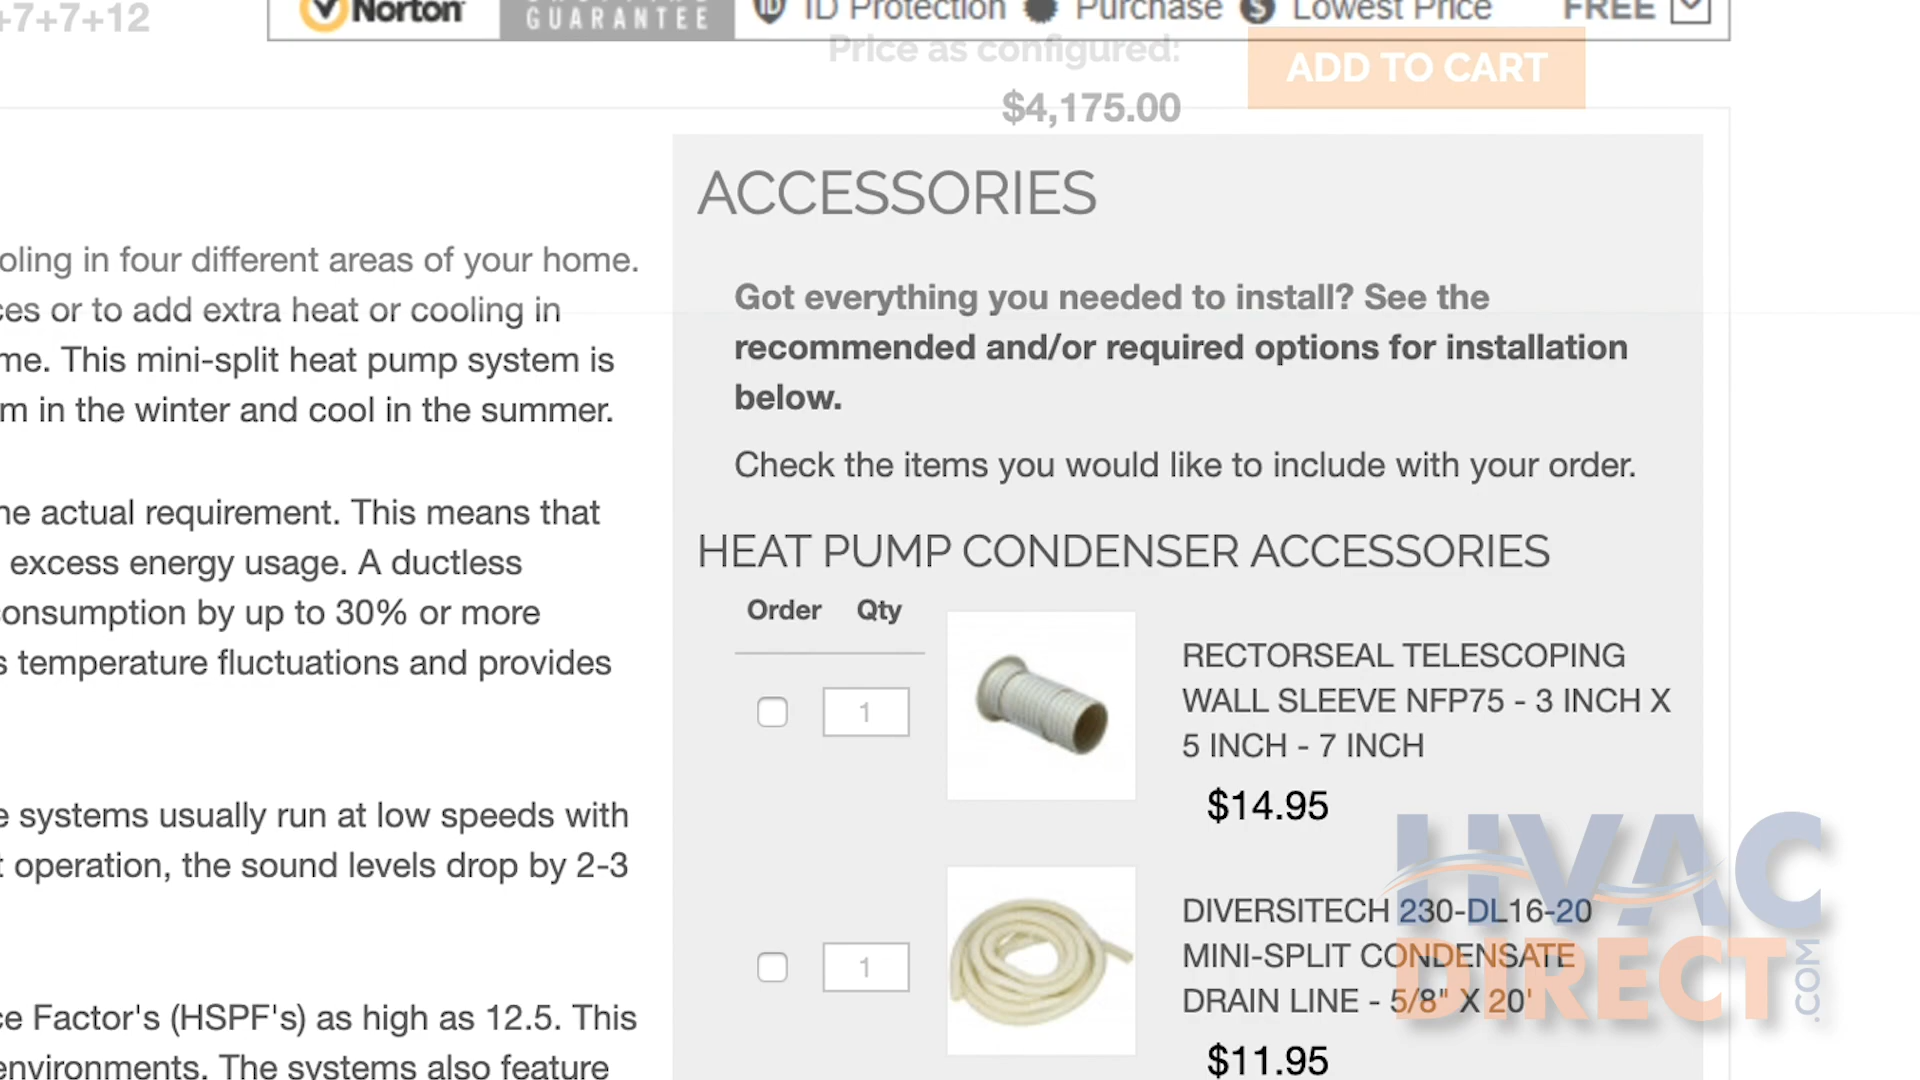 +7+7+12
Norton
GUARANTEE
ID Protection
Purchase
Lowest Price
FREE
Price as configured:
$4,175.00
ADD TO CART
oling in four different areas of your home.
es or to add extra heat or cooling in
me. This mini-split heat pump system is
m in the winter and cool in the summer.
he actual requirement. This means that
excess energy usage. A ductless
onsumption by up to 30% or more
s temperature fluctuations and provides
e systems usually run at low speeds with
t operation, the sound levels drop by 2-3
ce Factor's (HSPF's) as high as 12.5. This
environments. The systems also feature
ACCESSORIES
Got everything you needed to install? See the
recommended and/or required options for installation
below.
Check the items you would like to include with your order.
HEAT PUMP CONDENSER ACCESSORIES
Order Qty
1
RECTORSEAL TELESCOPING
WALL SLEEVE NFP75 - 3 INCH X
5 INCH - 7 INCH
$14.95
1
DIVERSITECH 230-DL16-20
MINI-SPLIT CONDENSATE
DRAIN LINE - 5/8" X 20'
$11.95
HVAC
DIRECT
.COM